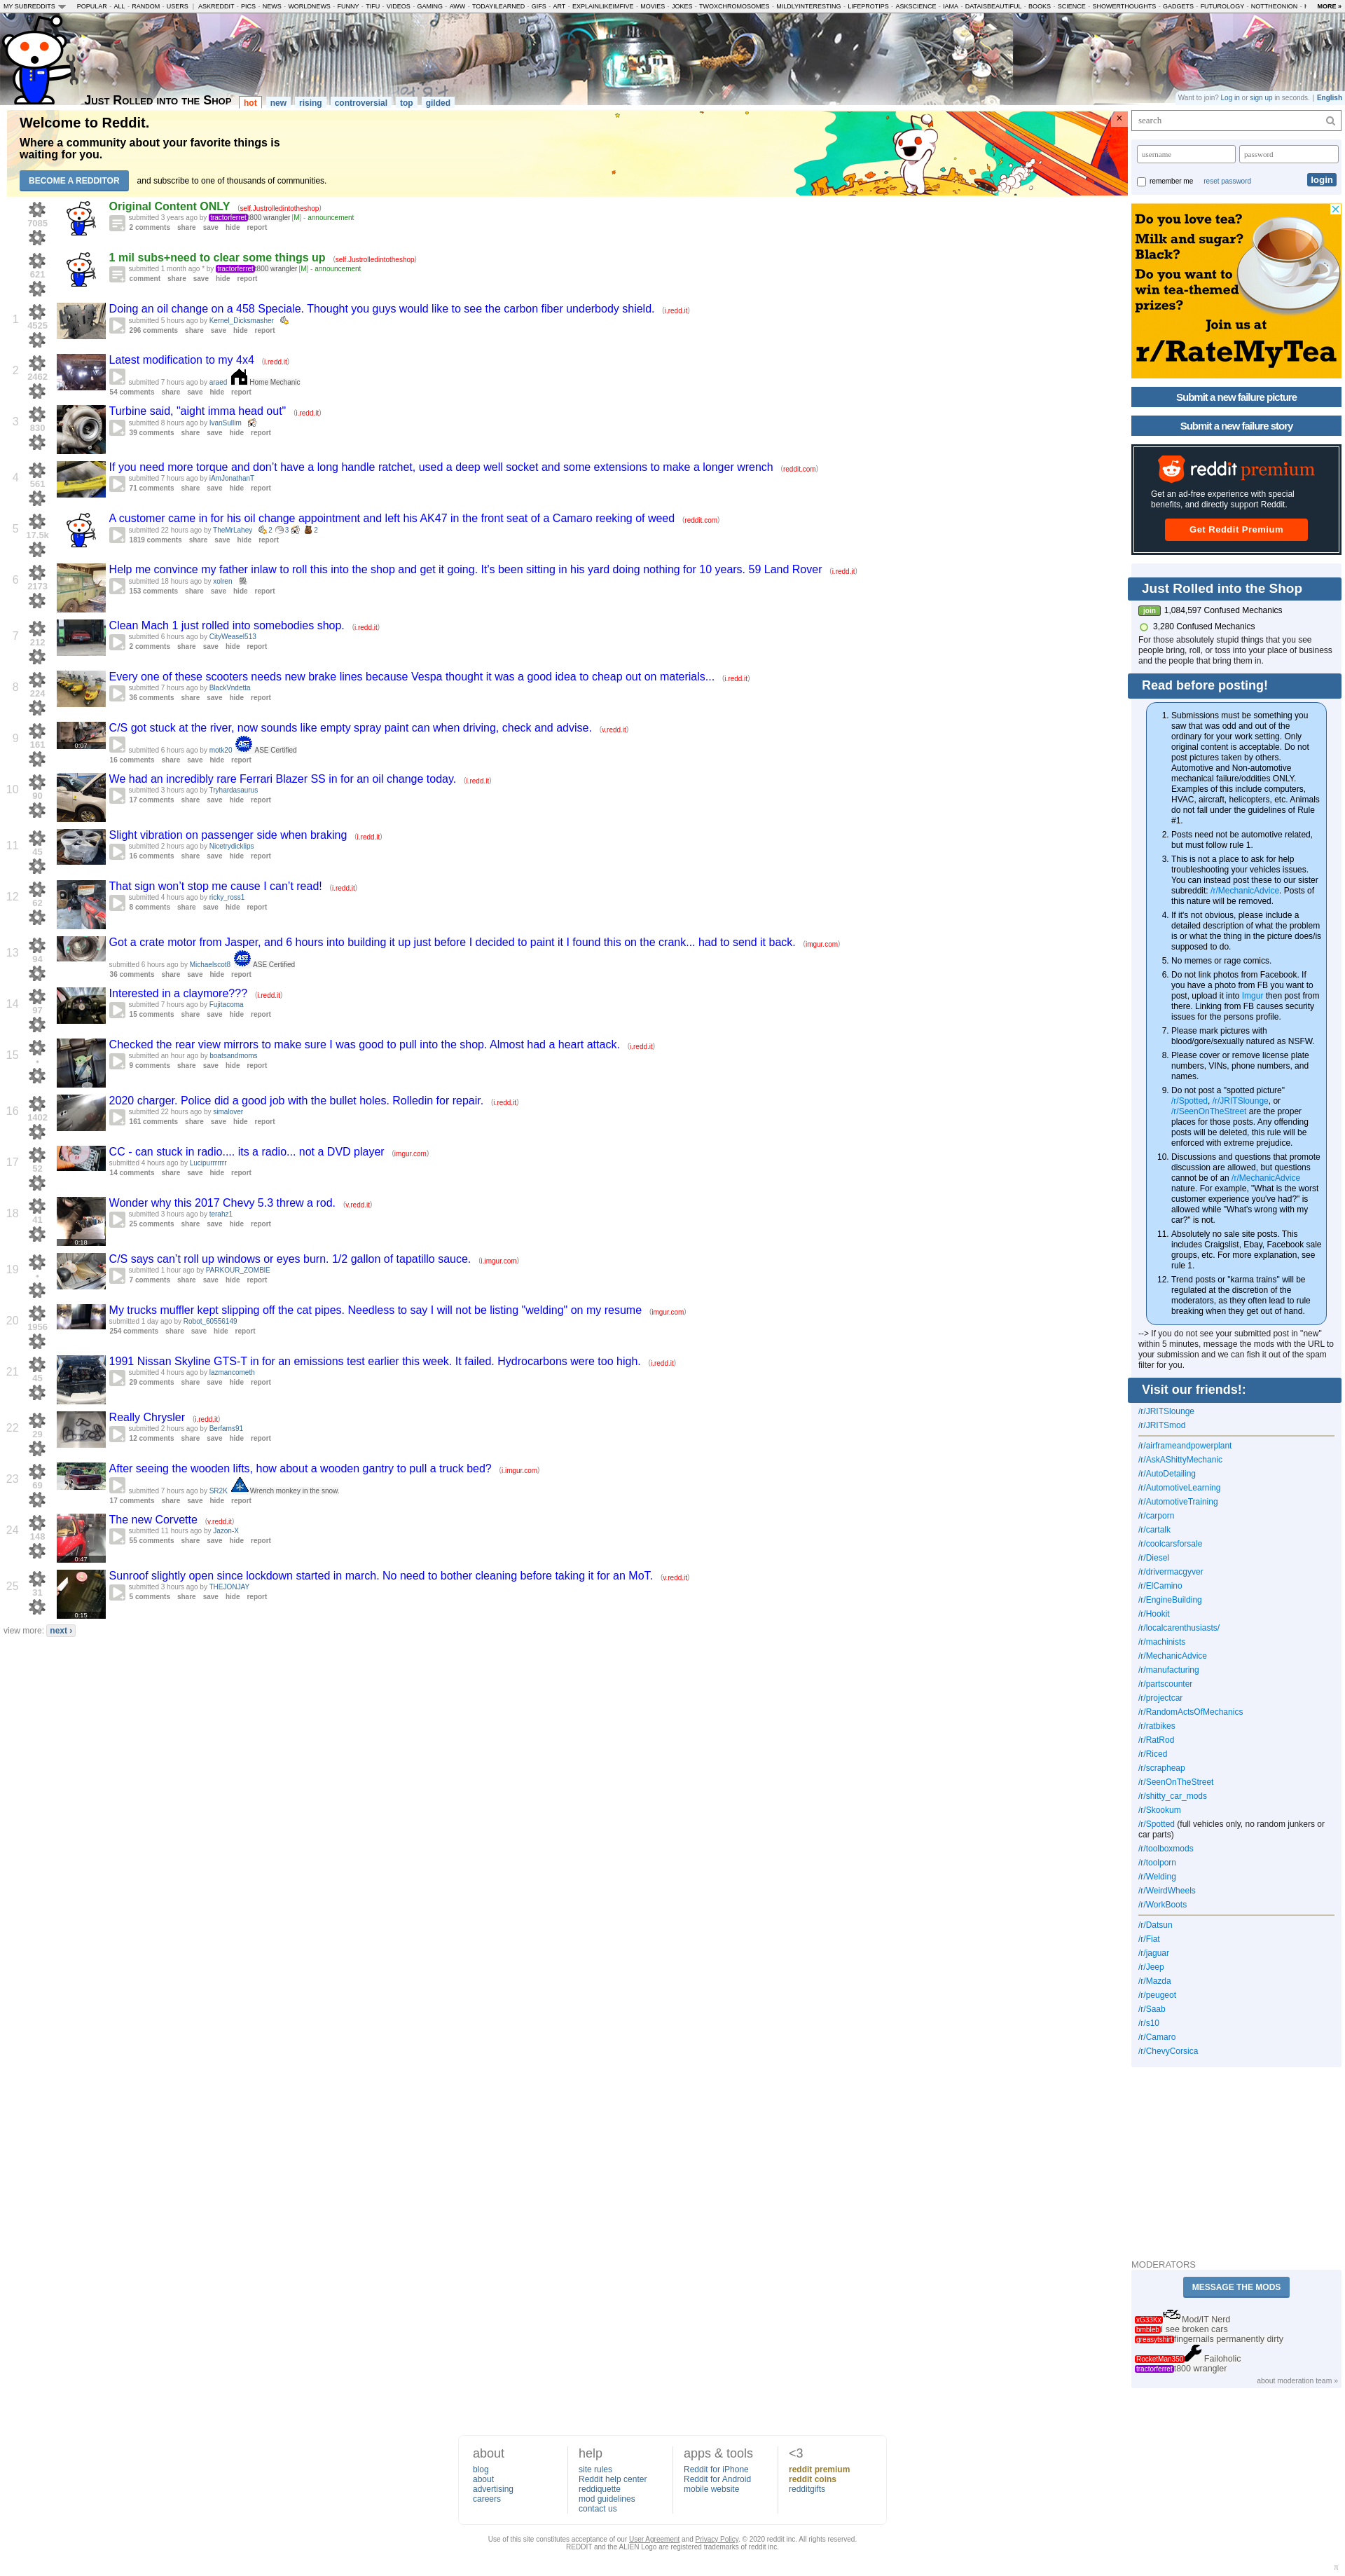 MY SUBREDDITS POPULAR - ALL - RANDOM - USERS | ASKREDDIT - PICS - NEWS - WORLDNEWS - FUNNY - TIFU - VIDEOS - GAMING - AWW - TODAYILEARNED - GIFS - ART - EXPLAINLIKEIMFIVE - MOVIES - JOKES - TWOXCHROMOSOMES - MILDLYINTERESTING - LIFEPROTIPS - ASKSCIENCE - IAMA - DATAISBEAUTIFUL - BOOKS - SCIENCE - SHOWERTHOUGHTS - GADGETS - FUTUROLOGY - NOTTHEONION - MORE »
Just Rolled into the Shop hot new rising controversial top gilded
Want to join? Log in or sign up in seconds. | English
Welcome to Reddit.
Where a community about your favorite things is
waiting for you.
BECOME A REDDITOR and subscribe to one of thousands of communities.
7085
Original Content ONLY (self.Justrolledintotheshop)
submitted 3 years ago by tractorferret t800 wrangler [M] - announcement
2 comments share save hide report
621
1 mil subs+need to clear some things up (self.Justrolledintotheshop)
submitted 1 month ago * by tractorferret t800 wrangler [M] - announcement
comment share save hide report
1
4525
Doing an oil change on a 458 Speciale. Thought you guys would like to see the carbon fiber underbody shield. (i.redd.it)
submitted 5 hours ago by Kernel_Dicksmasher
296 comments share save hide report
2
2462
Latest modification to my 4x4 (i.redd.it)
submitted 7 hours ago by araed Home Mechanic
54 comments share save hide report
3
830
Turbine said, "aight imma head out" (i.redd.it)
submitted 8 hours ago by IvanSullim
39 comments share save hide report
4
561
If you need more torque and don't have a long handle ratchet, used a deep well socket and some extensions to make a longer wrench (reddit.com)
submitted 7 hours ago by iAmJonathanT
71 comments share save hide report
5
17.5k
A customer came in for his oil change appointment and left his AK47 in the front seat of a Camaro reeking of weed (reddit.com)
submitted 22 hours ago by TheMrLahey 2 3 2
1819 comments share save hide report
6
2173
Help me convince my father inlaw to roll this into the shop and get it going. It's been sitting in his yard doing nothing for 10 years. 59 Land Rover (i.redd.it)
submitted 18 hours ago by xolren
153 comments share save hide report
7
212
Clean Mach 1 just rolled into somebodies shop. (i.redd.it)
submitted 6 hours ago by CityWeasel513
2 comments share save hide report
8
224
Every one of these scooters needs new brake lines because Vespa thought it was a good idea to cheap out on materials... (i.redd.it)
submitted 7 hours ago by BlackVndetta
36 comments share save hide report
9
161
0:07
C/S got stuck at the river, now sounds like empty spray paint can when driving, check and advise. (v.redd.it)
submitted 6 hours ago by motk20 ASE Certified
16 comments share save hide report
10
90
We had an incredibly rare Ferrari Blazer SS in for an oil change today. (i.redd.it)
submitted 3 hours ago by Tryhardasaurus
17 comments share save hide report
11
45
Slight vibration on passenger side when braking (i.redd.it)
submitted 2 hours ago by Nicetrydicklips
16 comments share save hide report
12
62
That sign won't stop me cause I can't read! (i.redd.it)
submitted 4 hours ago by ricky_ross1
8 comments share save hide report
13
94
Got a crate motor from Jasper, and 6 hours into building it up just before I decided to paint it I found this on the crank... had to send it back. (imgur.com)
submitted 6 hours ago by Michaelscot8 ASE Certified
36 comments share save hide report
14
97
Interested in a claymore??? (i.redd.it)
submitted 7 hours ago by Fujitacoma
15 comments share save hide report
15
•
Checked the rear view mirrors to make sure I was good to pull into the shop. Almost had a heart attack. (i.redd.it)
submitted an hour ago by boatsandmoms
9 comments share save hide report
16
1402
2020 charger. Police did a good job with the bullet holes. Rolledin for repair. (i.redd.it)
submitted 22 hours ago by simalover
161 comments share save hide report
17
52
CC - can stuck in radio.... its a radio... not a DVD player (imgur.com)
submitted 4 hours ago by Lucipurrrrrrr
14 comments share save hide report
18
41
0:18
Wonder why this 2017 Chevy 5.3 threw a rod. (v.redd.it)
submitted 3 hours ago by terahz1
25 comments share save hide report
19
•
C/S says can't roll up windows or eyes burn. 1/2 gallon of tapatillo sauce. (i.imgur.com)
submitted 1 hour ago by PARKOUR_ZOMBlE
7 comments share save hide report
20
1956
My trucks muffler kept slipping off the cat pipes. Needless to say I will not be listing "welding" on my resume (imgur.com)
submitted 1 day ago by Robot_60556149
254 comments share save hide report
21
45
1991 Nissan Skyline GTS-T in for an emissions test earlier this week. It failed. Hydrocarbons were too high. (i.redd.it)
submitted 4 hours ago by lazmancometh
29 comments share save hide report
22
29
Really Chrysler (i.redd.it)
submitted 2 hours ago by Berfams91
12 comments share save hide report
23
69
After seeing the wooden lifts, how about a wooden gantry to pull a truck bed? (i.imgur.com)
submitted 7 hours ago by SR2K Wrench monkey in the snow.
17 comments share save hide report
24
148
0:47
The new Corvette (v.redd.it)
submitted 11 hours ago by Jazon-X
55 comments share save hide report
25
31
0:15
Sunroof slightly open since lockdown started in march. No need to bother cleaning before taking it for an MoT. (v.redd.it)
submitted 3 hours ago by THEJONJAY
5 comments share save hide report
view more: next ›
search
username password
remember me reset password login
Do you love tea?
Milk and sugar?
Black?
Do you want to
win tea-themed
prizes?
Join us at
r/RateMyTea
Submit a new failure picture
Submit a new failure story
reddit premium
Get an ad-free experience with special
benefits, and directly support Reddit.
Get Reddit Premium
Just Rolled into the Shop
join 1,084,597 Confused Mechanics
3,280 Confused Mechanics
For those absolutely stupid things that you see
people bring, roll, or toss into your place of business
and the people that bring them in.
Read before posting!
1. Submissions must be something you
saw that was odd and out of the
ordinary for your work setting. Only
original content is acceptable. Do not
post pictures taken by others.
Automotive and Non-automotive
mechanical failure/oddities ONLY.
Examples of this include computers,
HVAC, aircraft, helicopters, etc. Animals
do not fall under the guidelines of Rule
#1.
2. Posts need not be automotive related,
but must follow rule 1.
3. This is not a place to ask for help
troubleshooting your vehicles issues.
You can instead post these to our sister
subreddit: /r/MechanicAdvice. Posts of
this nature will be removed.
4. If it's not obvious, please include a
detailed description of what the problem
is or what the thing in the picture does/is
supposed to do.
5. No memes or rage comics.
6. Do not link photos from Facebook. If
you have a photo from FB you want to
post, upload it into Imgur then post from
there. Linking from FB causes security
issues for the persons profile.
7. Please mark pictures with
blood/gore/sexually natured as NSFW.
8. Please cover or remove license plate
numbers, VINs, phone numbers, and
names.
9. Do not post a "spotted picture"
/r/Spotted, /r/JRITSlounge, or
/r/SeenOnTheStreet are the proper
places for those posts. Any offending
posts will be deleted, this rule will be
enforced with extreme prejudice.
10. Discussions and questions that promote
discussion are allowed, but questions
cannot be of an /r/MechanicAdvice
nature. For example, "What is the worst
customer experience you've had?" is
allowed while "What's wrong with my
car?" is not.
11. Absolutely no sale site posts. This
includes Craigslist, Ebay, Facebook sale
groups, etc. For more explanation, see
rule 1.
12. Trend posts or "karma trains" will be
regulated at the discretion of the
moderators, as they often lead to rule
breaking when they get out of hand.
--> If you do not see your submitted post in "new"
within 5 minutes, message the mods with the URL to
your submission and we can fish it out of the spam
filter for you.
Visit our friends!:
/r/JRITSlounge
/r/JRITSmod
/r/airframeandpowerplant
/r/AskAShittyMechanic
/r/AutoDetailing
/r/AutomotiveLearning
/r/AutomotiveTraining
/r/carporn
/r/cartalk
/r/coolcarsforsale
/r/Diesel
/r/drivermacgyver
/r/ElCamino
/r/EngineBuilding
/r/Hookit
/r/localcarenthusiasts/
/r/machinists
/r/MechanicAdvice
/r/manufacturing
/r/partscounter
/r/projectcar
/r/RandomActsOfMechanics
/r/ratbikes
/r/RatRod
/r/Riced
/r/scrapheap
/r/SeenOnTheStreet
/r/shitty_car_mods
/r/Skookum
/r/Spotted (full vehicles only, no random junkers or
car parts)
/r/toolboxmods
/r/toolporn
/r/Welding
/r/WeirdWheels
/r/WorkBoots
/r/Datsun
/r/Fiat
/r/jaguar
/r/Jeep
/r/Mazda
/r/peugeot
/r/Saab
/r/s10
/r/Camaro
/r/ChevyCorsica
MODERATORS
MESSAGE THE MODS
xG33Kx Mod/IT Nerd
bmbleb I see broken cars
greasytshirt fingernails permanently dirty
RocketMan350 Failoholic
tractorferret t800 wrangler
about moderation team »
about
blog
about
advertising
careers
help
site rules
Reddit help center
reddiquette
mod guidelines
contact us
apps & tools
Reddit for iPhone
Reddit for Android
mobile website
<3
reddit premium
reddit coins
redditgifts
Use of this site constitutes acceptance of our User Agreement and Privacy Policy. © 2020 reddit inc. All rights reserved.
REDDIT and the ALIEN Logo are registered trademarks of reddit inc.
π